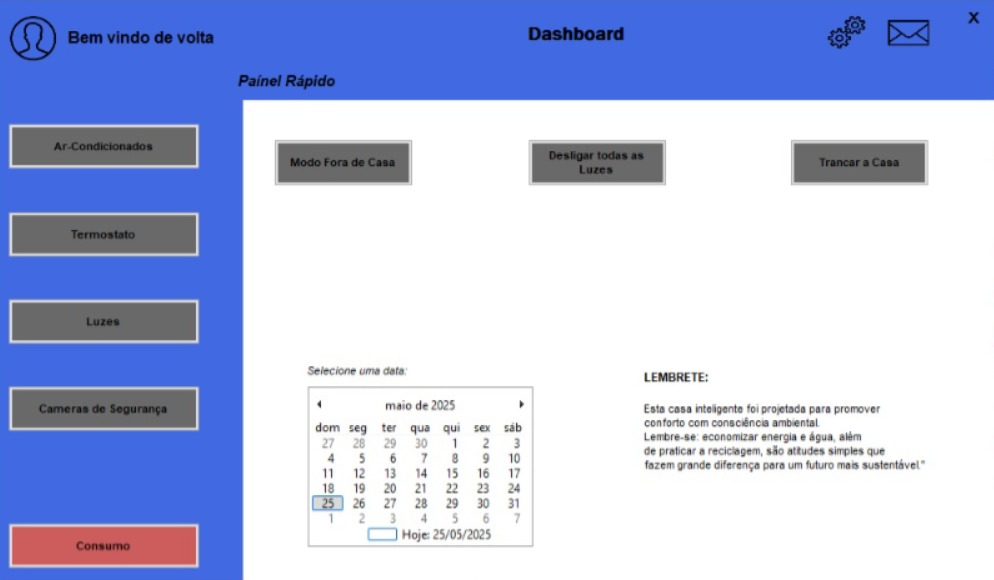 Bem vindo de volta
Dashboard
X
Paínel Rápido
Ar-Condicionados
Termostato
Luzes
Cameras de Segurança
Consumo
Modo Fora de Casa
Desligar todas as
Luzes
Trancar a Casa
Selecione uma data:
maio de 2025
dom seg ter qua qui sex sáb
27 28 29 30 1 2 3
4 5 6 7 8 9 10
11 12 13 14 15 16 17
18 19 20 21 22 23 24
25 26 27 28 29 30 31
1 2 3 4 5 6 7
Hoje: 25/05/2025
LEMBRETE:
Esta casa inteligente foi projetada para promover
conforto com consciência ambiental.
Lembre-se: economizar energia e água, além
de praticar a reciclagem, são atitudes simples que
fazem grande diferença para um futuro mais sustentável."